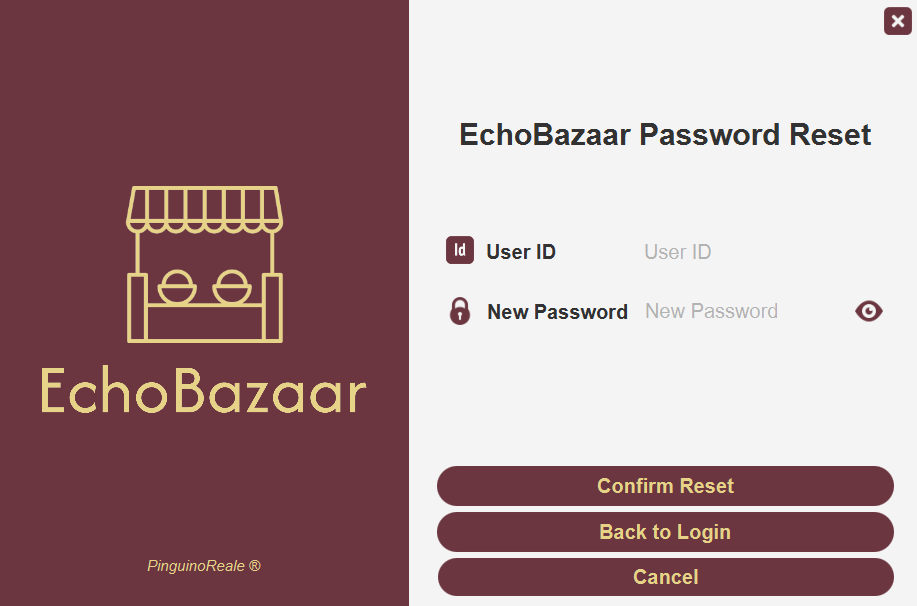 EchoBazaar
PinguinoReale ®
EchoBazaar Password Reset
Id User ID User ID
New Password New Password
Confirm Reset
Back to Login
Cancel